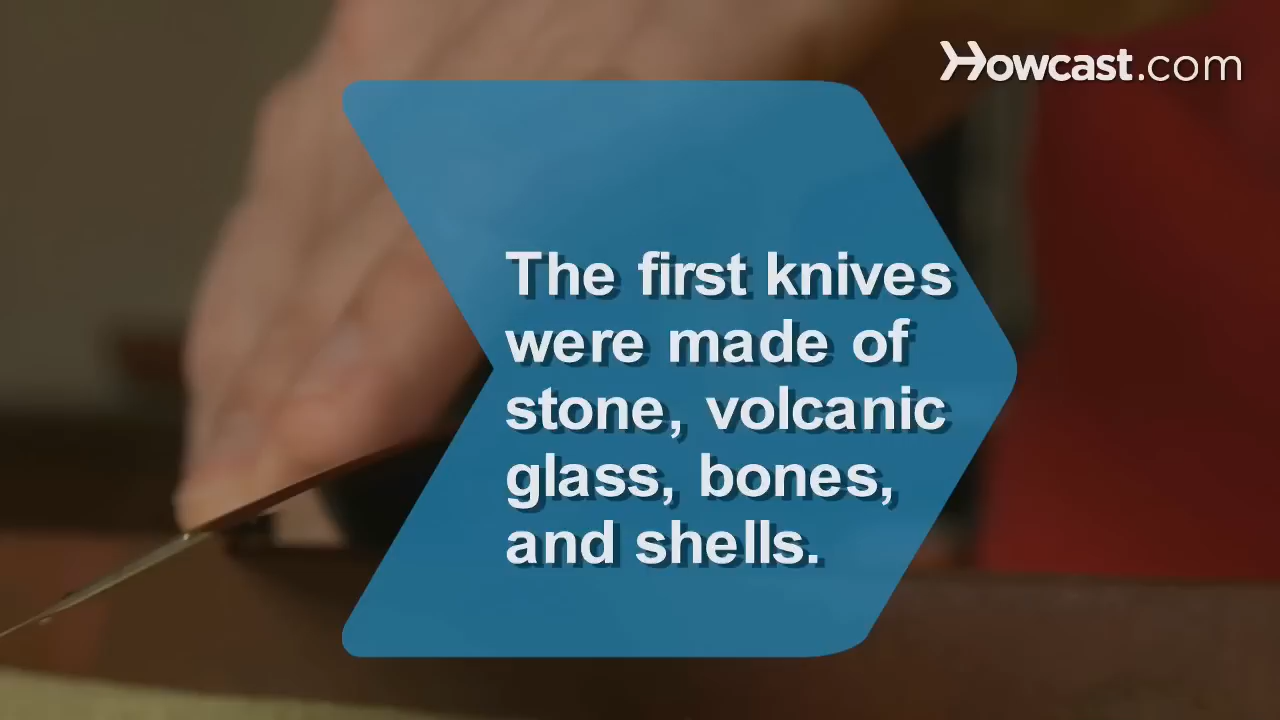 Howcast.com
The first knives
were made of
stone, volcanic
glass, bones,
and shells.